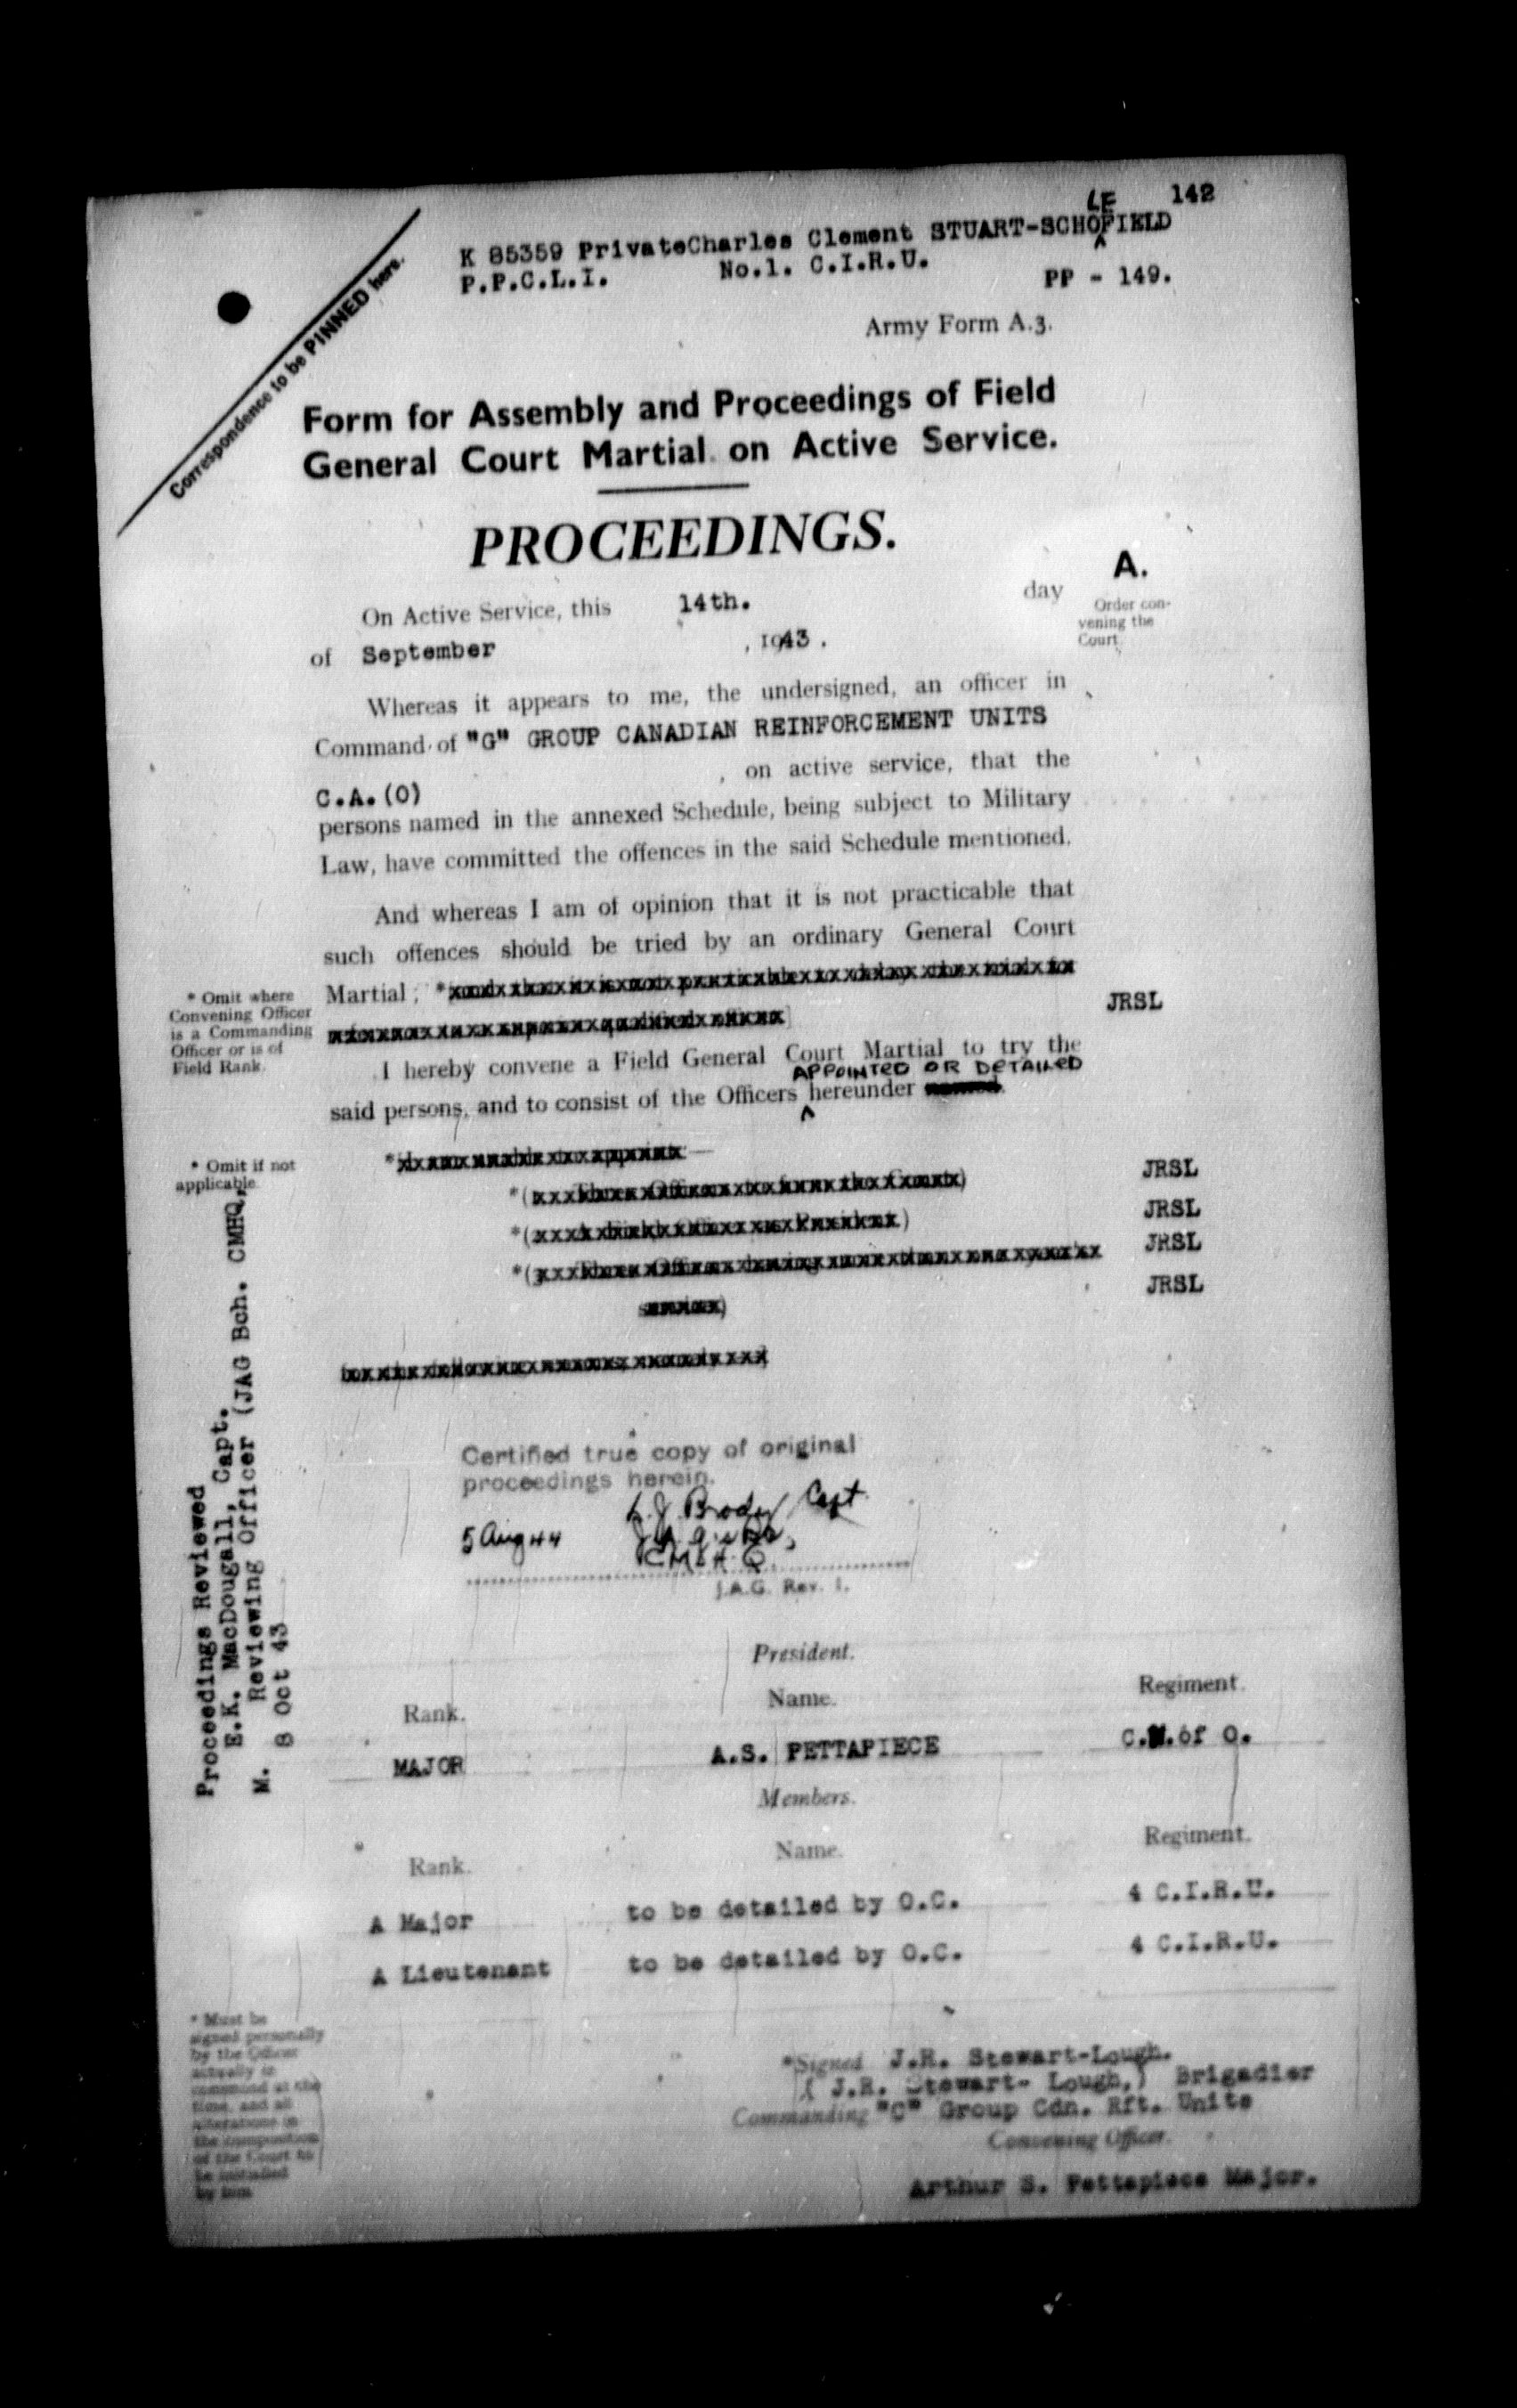 LE 142
K 85359 PrivateCharles Clement STUART-SCHOFIELD
P.P.C.L.I. No.1. C.I.R.U.
PP - 149.
Correspondence to be PINNED here.
Army Form A.3.
Form for Assembly and Proceedings of Field
General Court Martial on Active Service.
PROCEEDINGS.
A.
Order con-
vening the
Court.
On Active Service, this 14th. day
of September , 1943.
Whereas it appears to me, the undersigned, an officer in
Command of "G" GROUP CANADIAN REINFORCEMENT UNITS
C.A.(O) , on active service, that the
persons named in the annexed Schedule, being subject to Military
Law, have committed the offences in the said Schedule mentioned.
And whereas I am of opinion that it is not practicable that
such offences should be tried by an ordinary General Court
Martial; *
* Omit where
Convening Officer
is a Commanding
Officer or is of
Field Rank.
JRSL
I hereby convene a Field General Court Martial to try the
APPOINTED OR DETAILED
said persons, and to consist of the Officers ^ hereunder named.
* Omit if not
applicable.
JRSL
JRSL
JRSL
JRSL
Certified true copy of original
proceedings herein.
Brody Capt.
5 Aug 44
C.M.H.Q.
J.A.G. Rev. 1.
Proceedings Reviewed
E.K. MacDougall, Capt.
M. Reviewing Officer (JAG Bch. CMHQ,
8 Oct 43
President.
Rank. Name. Regiment.
MAJOR A.S. PETTAPIECE C.H.of O.
Members.
Rank. Name. Regiment.
A Major to be detailed by O.C. 4 C.I.R.U.
A Lieutenant to be detailed by O.C. 4 C.I.R.U.
* Must be
signed personally
by the Officer
actually in
command at the
time, and all
alterations in
the composition
of the Court to
be initialled
by him
*Signed J.R. Stewart-Lough.
( J.R. Stewart- Lough,) Brigadier
Commanding "C" Group Cdn. Rft. Units
Convening Officer.
Arthur S. Pettapiece Major.